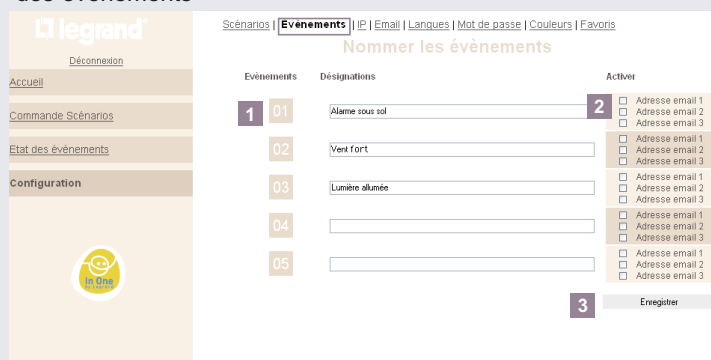 des évènements
legrand
Scénarios | Evènements | IP | Email | Langues | Mot de passe | Couleurs | Favoris
Nommer les évènements
Déconnexion
Accueil
Commande Scénarios
Etat des évènements
Configuration
In One
BY LEGRAND
Evènements Désignations Activer
1 01 Alarme sous sol 2
Adresse email 1
Adresse email 2
Adresse email 3
02 Vent fort
Adresse email 1
Adresse email 2
Adresse email 3
03 Lumière allumée
Adresse email 1
Adresse email 2
Adresse email 3
04
Adresse email 1
Adresse email 2
Adresse email 3
05
Adresse email 1
Adresse email 2
Adresse email 3
3 Enregistrer